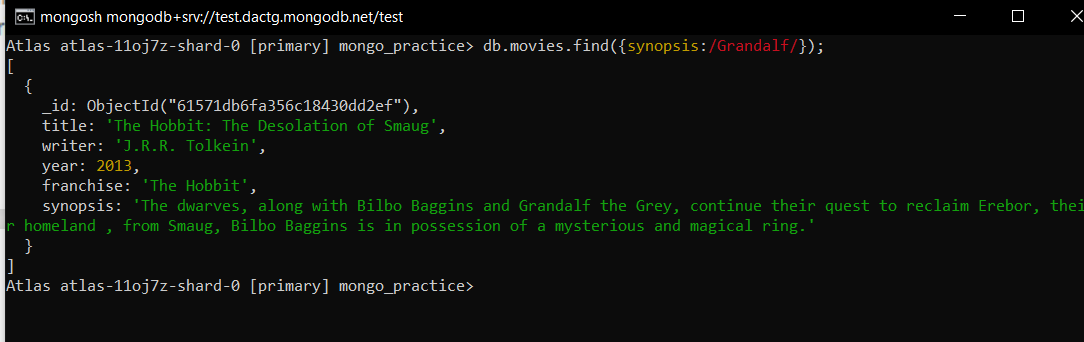 mongosh mongodb+srv://test.dactg.mongodb.net/test
Atlas atlas-11oj7z-shard-0 [primary] mongo_practice> db.movies.find({synopsis:/Grandalf/});
[
  {
    _id: ObjectId("61571db6fa356c18430dd2ef"),
    title: 'The Hobbit: The Desolation of Smaug',
    writer: 'J.R.R. Tolkein',
    year: 2013,
    franchise: 'The Hobbit',
    synopsis: 'The dwarves, along with Bilbo Baggins and Grandalf the Grey, continue their quest to reclaim Erebor, thei
r homeland , from Smaug, Bilbo Baggins is in possession of a mysterious and magical ring.'
  }
]
Atlas atlas-11oj7z-shard-0 [primary] mongo_practice>